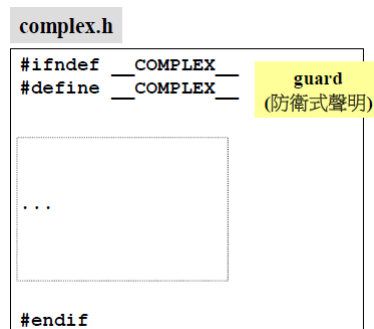 complex.h
#ifndef __COMPLEX__
#define __COMPLEX__
guard
(防衛式聲明)
...
#endif